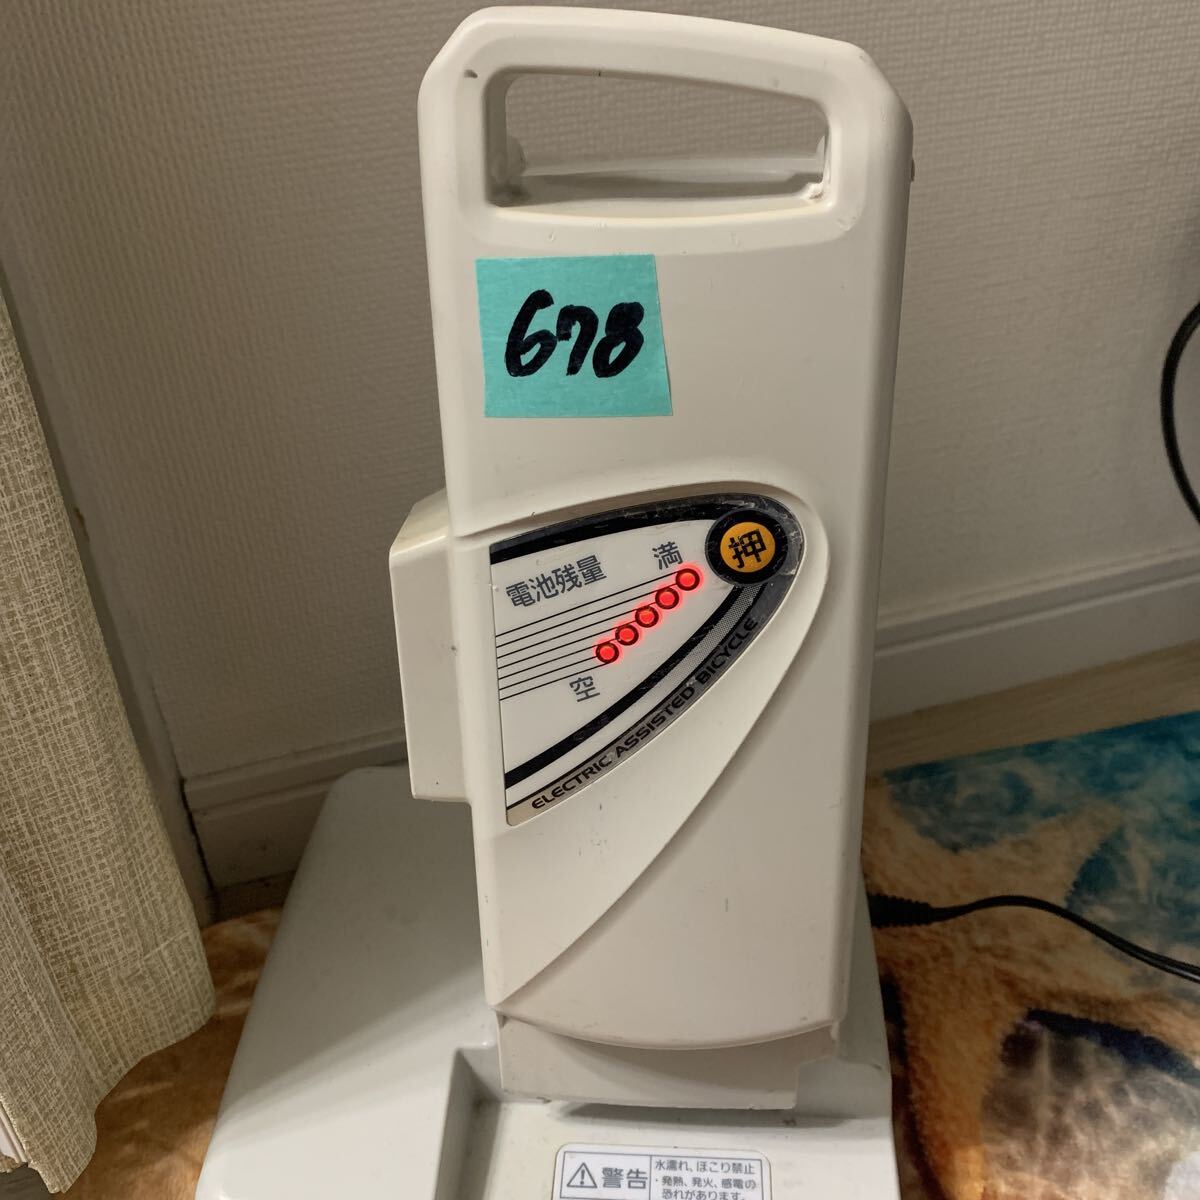 678
押
電池残量 満
空
ELECTRIC ASSISTED BICYCLE
警告
水濡れ、ほこり禁止
・発熱、発火、感電の
恐れがあります。